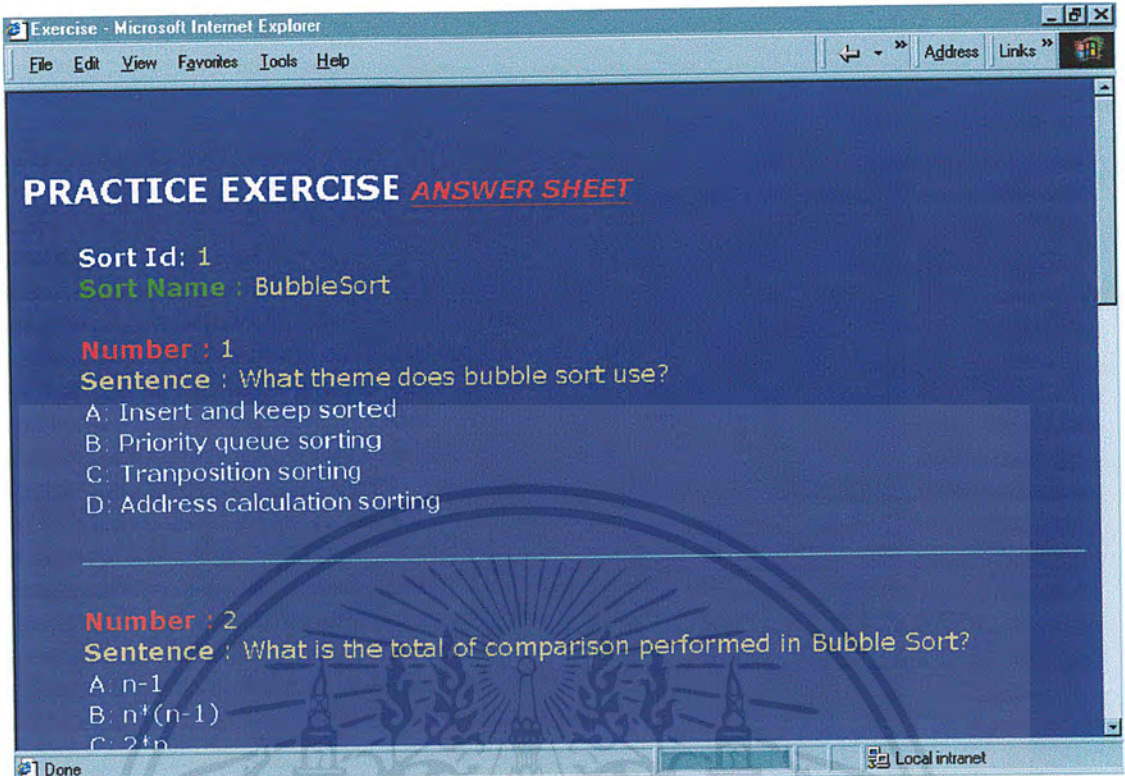 Exercise - Microsoft Internet Explorer
File Edit View Favorites Tools Help
» Address Links »
PRACTICE EXERCISE ANSWER SHEET
Sort Id: 1
Sort Name : BubbleSort
Number : 1
Sentence : What theme does bubble sort use?
A: Insert and keep sorted
B: Priority queue sorting
C: Tranposition sorting
D: Address calculation sorting
Number : 2
Sentence : What is the total of comparison performed in Bubble Sort?
A: n-1
B: n*(n-1)
C: 2*n
Done Local intranet